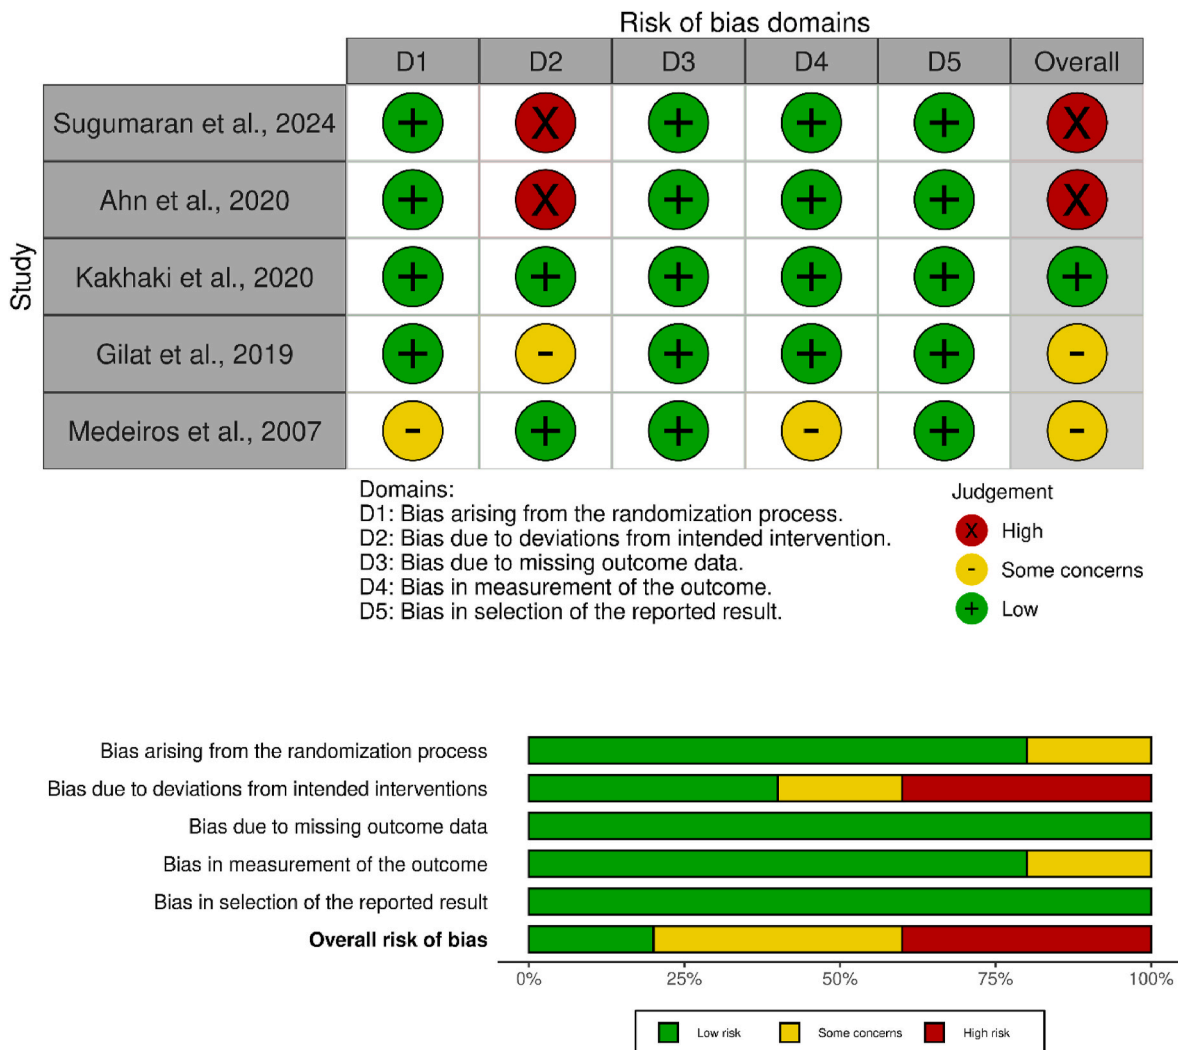 Risk of bias domains
D1 D2 D3 D4 D5 Overall
Study
Sugumaran et al., 2024 + X + + + X
Ahn et al., 2020 + X + + + X
Kakhaki et al., 2020 + + + + + +
Gilat et al., 2019 + - + + + -
Medeiros et al., 2007 - + + - + -
Domains:
D1: Bias arising from the randomization process.
D2: Bias due to deviations from intended intervention.
D3: Bias due to missing outcome data.
D4: Bias in measurement of the outcome.
D5: Bias in selection of the reported result.
Judgement
X High
- Some concerns
+ Low
Bias arising from the randomization process
Bias due to deviations from intended interventions
Bias due to missing outcome data
Bias in measurement of the outcome
Bias in selection of the reported result
Overall risk of bias
0% 25% 50% 75% 100%
Low risk Some concerns High risk